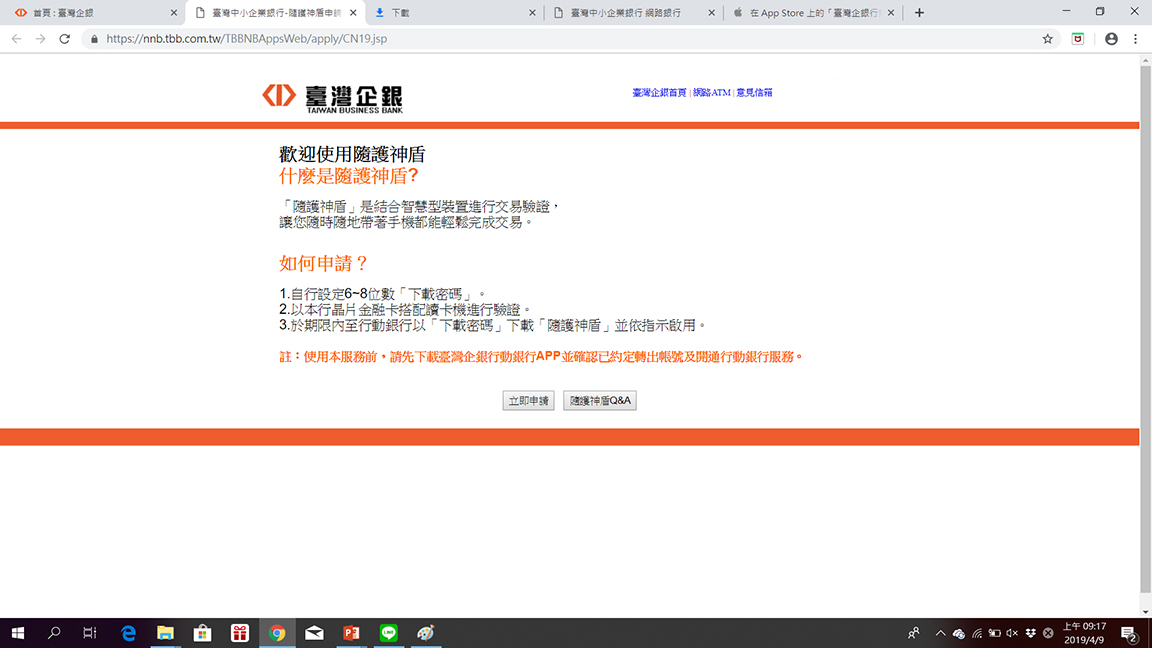 首頁 : 臺灣企銀
臺灣中小企業銀行-隨護神盾申請
下載
臺灣中小企業銀行 網路銀行
在 App Store 上的「臺灣企銀行
https://nnb.tbb.com.tw/TBBNBAppsWeb/apply/CN19.jsp
臺灣企銀
TAIWAN BUSINESS BANK
臺灣企銀首頁 | 網路ATM | 意見信箱
歡迎使用隨護神盾
什麼是隨護神盾?
「隨護神盾」是結合智慧型裝置進行交易驗證，
讓您隨時隨地帶著手機都能輕鬆完成交易。
如何申請？
1.自行設定6~8位數「下載密碼」。
2.以本行晶片金融卡搭配讀卡機進行驗證。
3.於期限內至行動銀行以「下載密碼」下載「隨護神盾」並依指示啟用。
註：使用本服務前，請先下載臺灣企銀行動銀行APP並確認已約定轉出帳號及開通行動銀行服務。
立即申請
隨護神盾Q&A
上午 09:17
2019/4/9
2